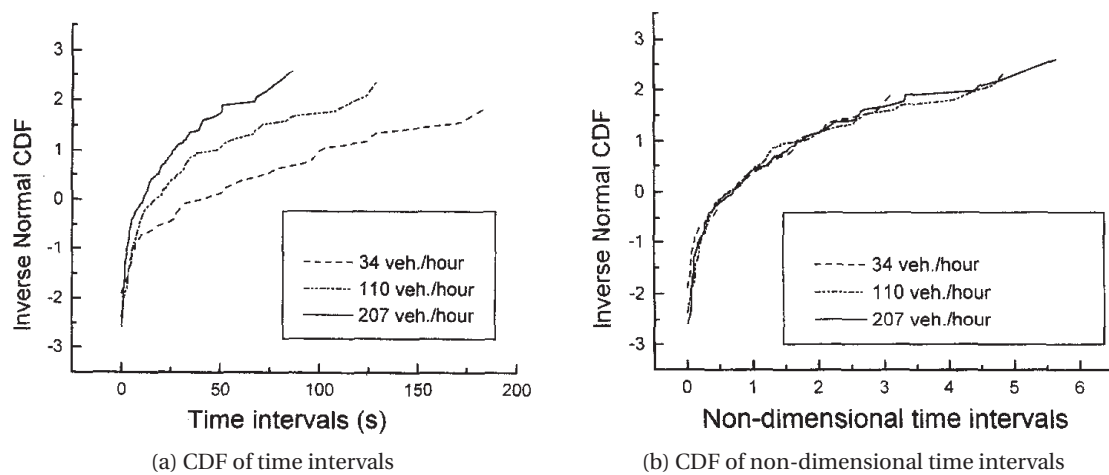 3
2
1
0
-1
-2
-3
Inverse Normal CDF
34 veh./hour
110 veh./hour
207 veh./hour
0
50
100
150
200
Time intervals (s)
(a) CDF of time intervals
3
2
1
0
-1
-2
-3
Inverse Normal CDF
34 veh./hour
110 veh./hour
207 veh./hour
0
1
2
3
4
5
6
Non-dimensional time intervals
(b) CDF of non-dimensional time intervals